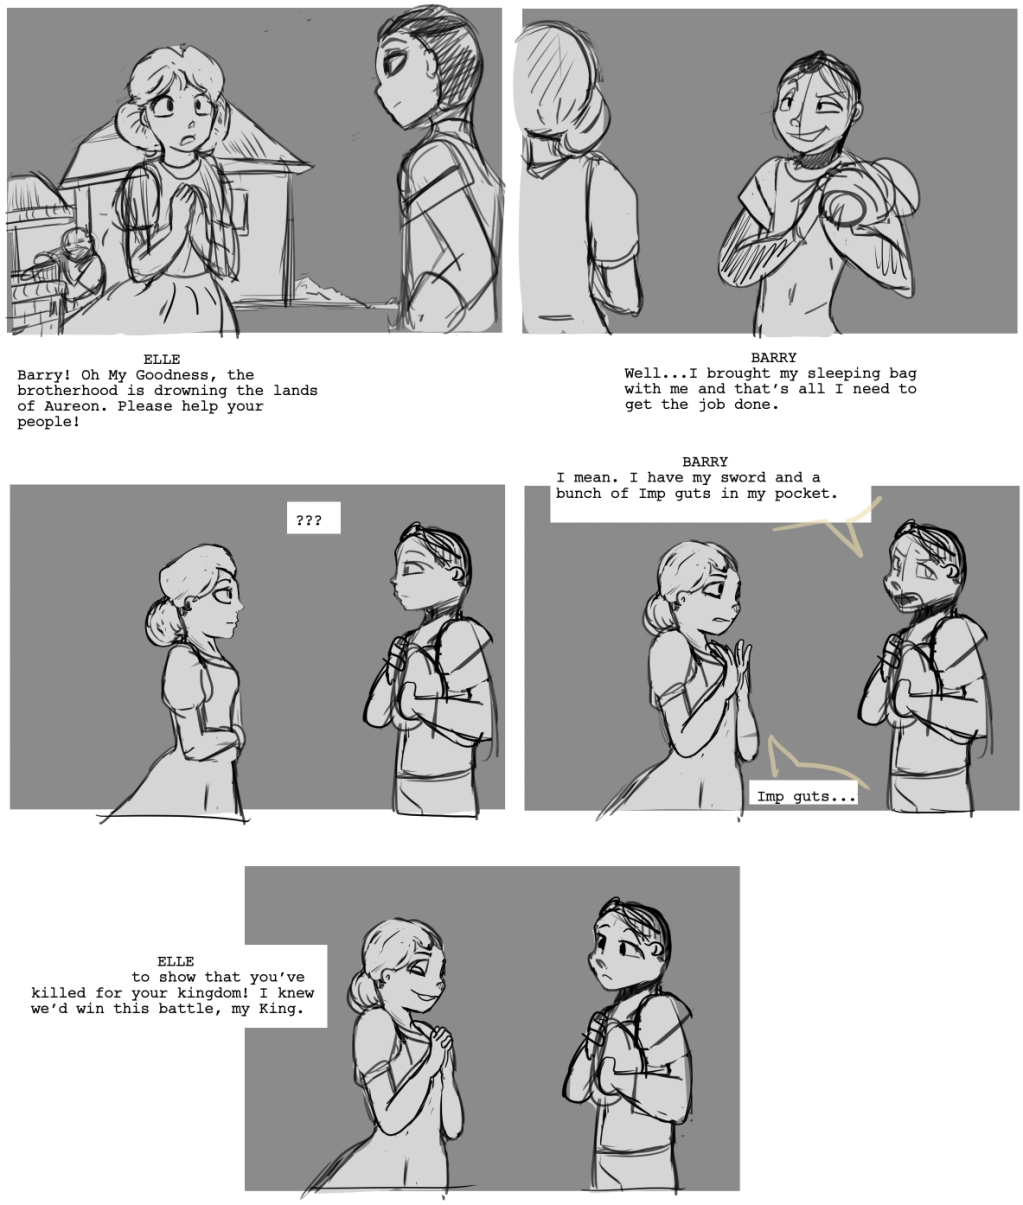 ELLE
Barry! Oh My Goodness, the
brotherhood is drowning the lands
of Aureon. Please help your
people!
BARRY
Well...I brought my sleeping bag
with me and that's all I need to
get the job done.
???
BARRY
I mean. I have my sword and a
bunch of Imp guts in my pocket.
Imp guts...
ELLE
to show that you've
killed for your kingdom! I knew
we'd win this battle, my King.